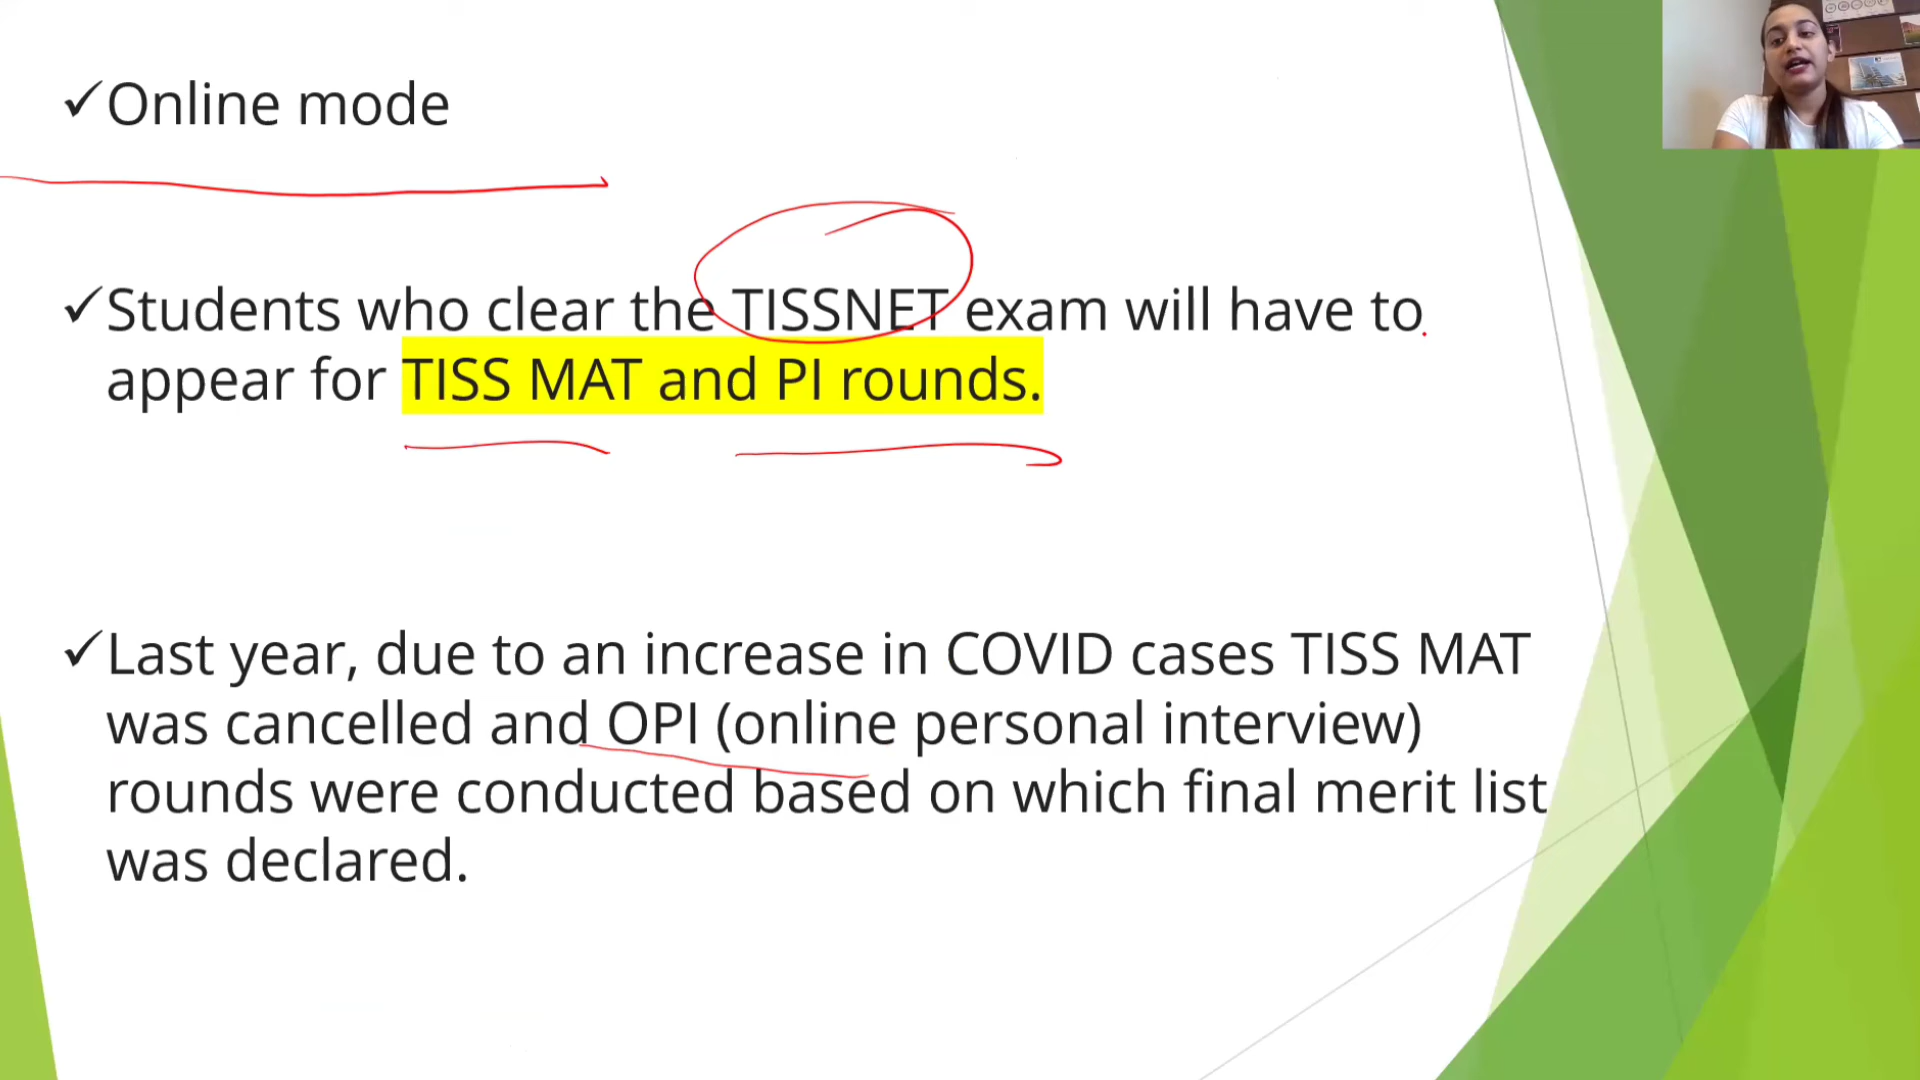 ✓Online mode
✓Students who clear the TISSNET exam will have to
appear for TISS MAT and PI rounds.
✓Last year, due to an increase in COVID cases TISS MAT
was cancelled and OPI (online personal interview)
rounds were conducted based on which final merit list
was declared.